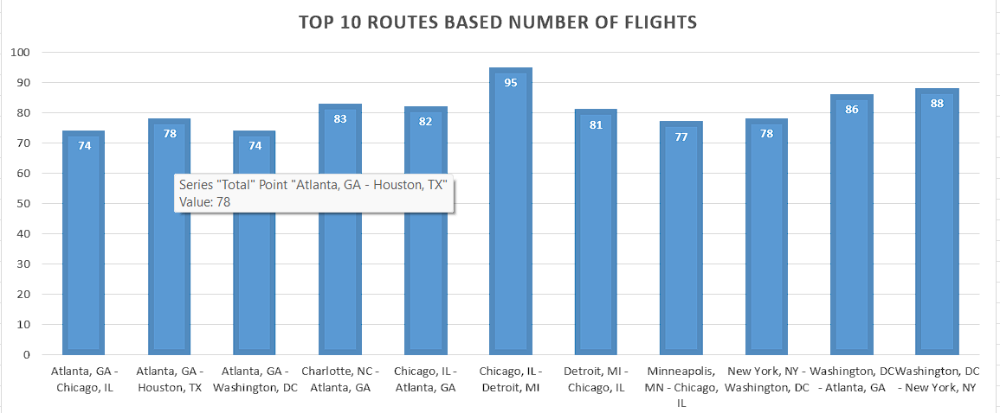 TOP 10 ROUTES BASED NUMBER OF FLIGHTS
100
90
80
70
60
50
40
30
20
10
0
74
78
74
83
82
95
81
77
78
86
88
Series "Total" Point "Atlanta, GA - Houston, TX"
Value: 78
Atlanta, GA -
Chicago, IL
Atlanta, GA -
Houston, TX
Atlanta, GA -
Washington, DC
Charlotte, NC -
Atlanta, GA
Chicago, IL -
Atlanta, GA
Chicago, IL -
Detroit, MI
Detroit, MI -
Chicago, IL
Minneapolis,
MN - Chicago,
IL
New York, NY -
Washington, DC
Washington, DC
- Atlanta, GA
Washington, DC
- New York, NY